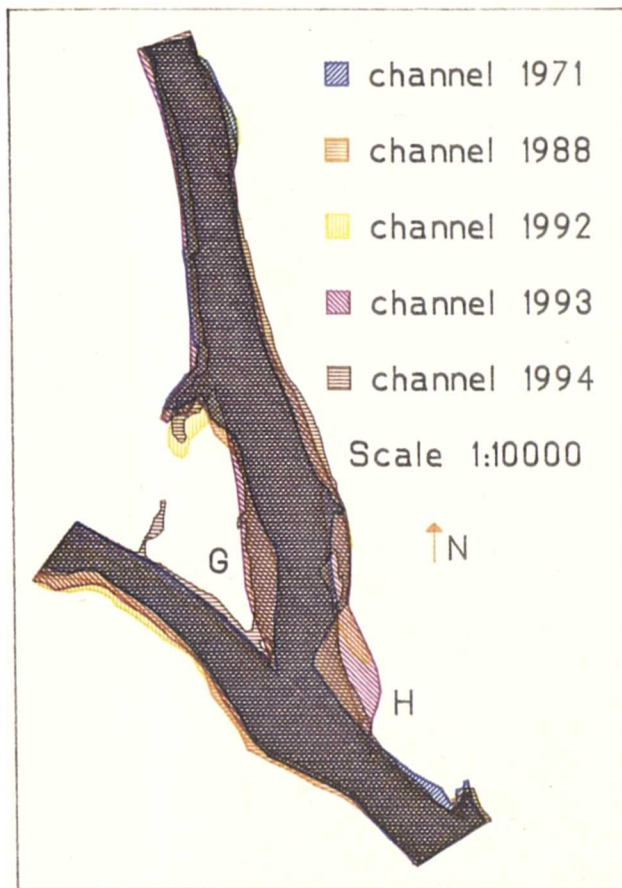 channel 1971
channel 1988
channel 1992
channel 1993
channel 1994
Scale 1:10000
N
G
H